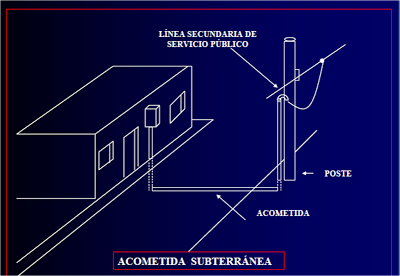 LÍNEA SECUNDARIA DE
SERVICIO PÚBLICO
POSTE
ACOMETIDA
ACOMETIDA SUBTERRÁNEA